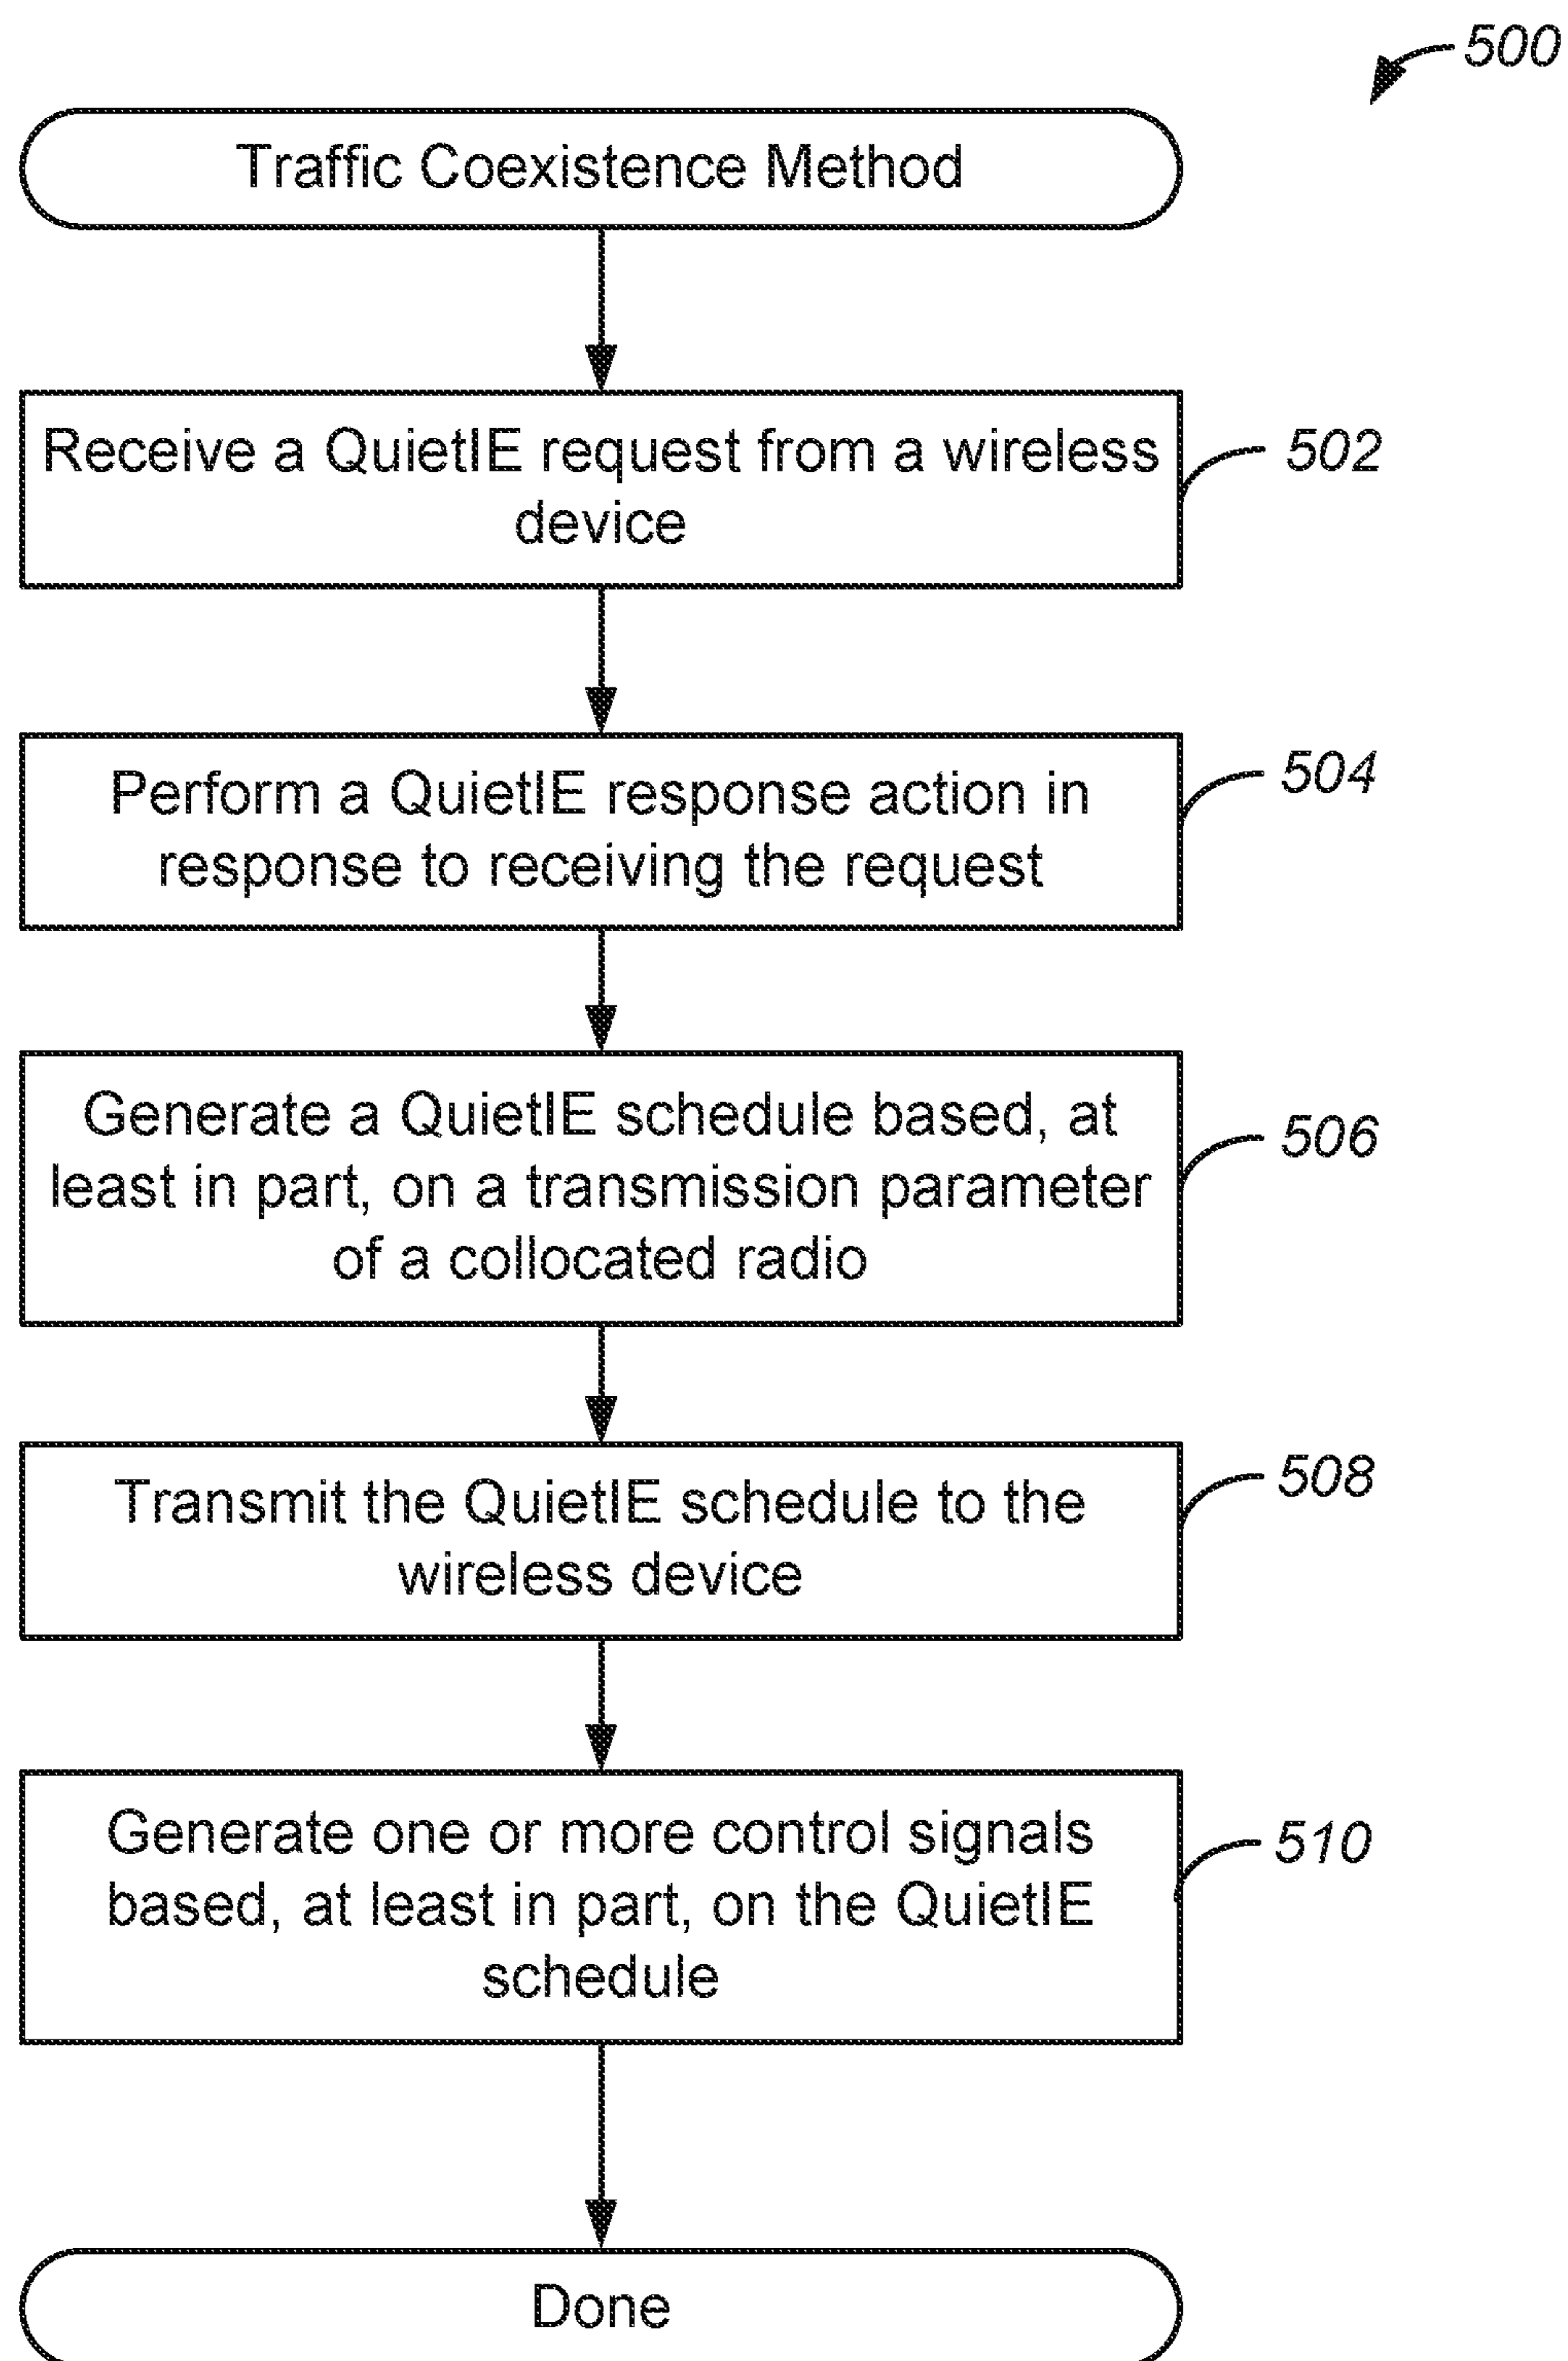 500
Traffic Coexistence Method
Receive a QuietIE request from a wireless
device
502
Perform a QuietIE response action in
response to receiving the request
504
Generate a QuietIE schedule based, at
least in part, on a transmission parameter
of a collocated radio
506
Transmit the QuietIE schedule to the
wireless device
508
Generate one or more control signals
based, at least in part, on the QuietIE
schedule
510
Done